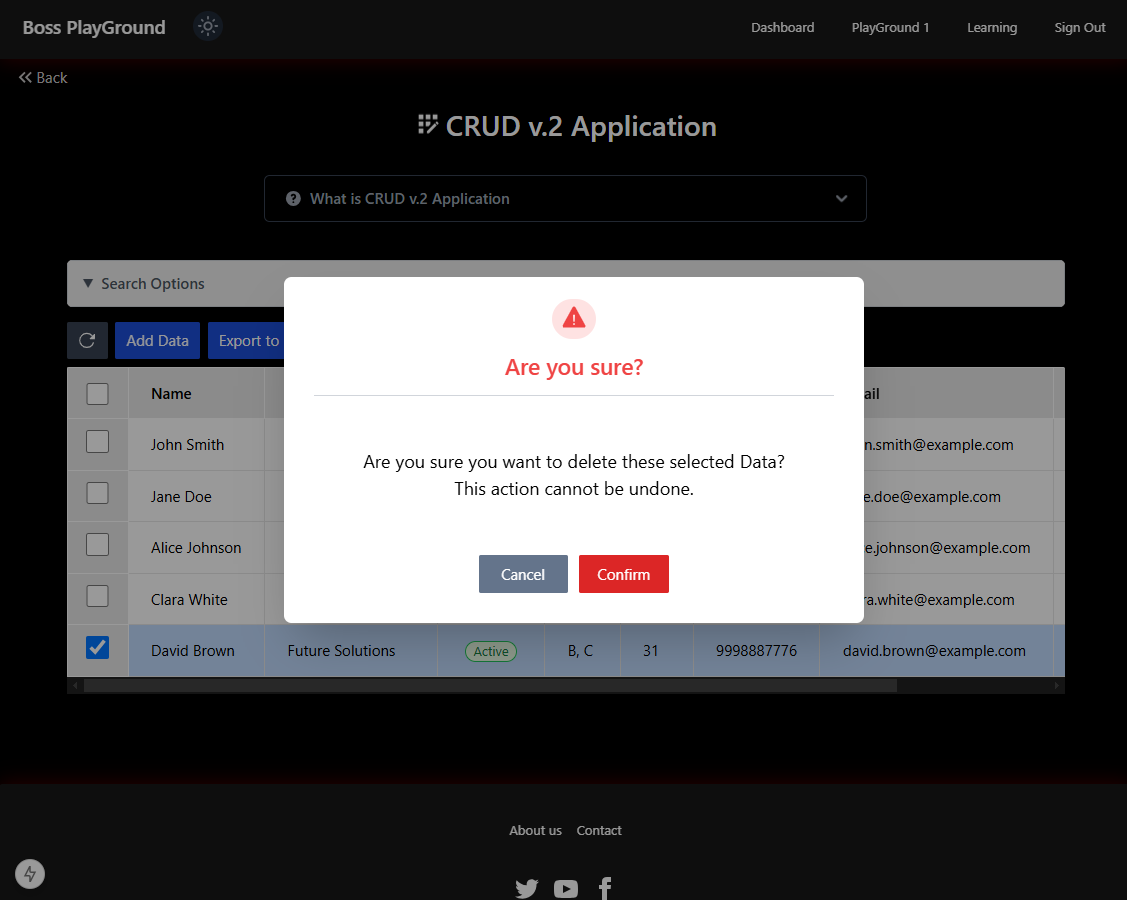 Boss PlayGround
Dashboard
PlayGround 1
Learning
Sign Out
Back
CRUD v.2 Application
What is CRUD v.2 Application
Search Options
Add Data
Export to
Name
ail
John Smith
n.smith@example.com
Jane Doe
e.doe@example.com
Alice Johnson
e.johnson@example.com
Clara White
ra.white@example.com
David Brown Future Solutions Active B, C 31 9998887776 david.brown@example.com
Are you sure?
Are you sure you want to delete these selected Data?
This action cannot be undone.
Cancel
Confirm
About us
Contact